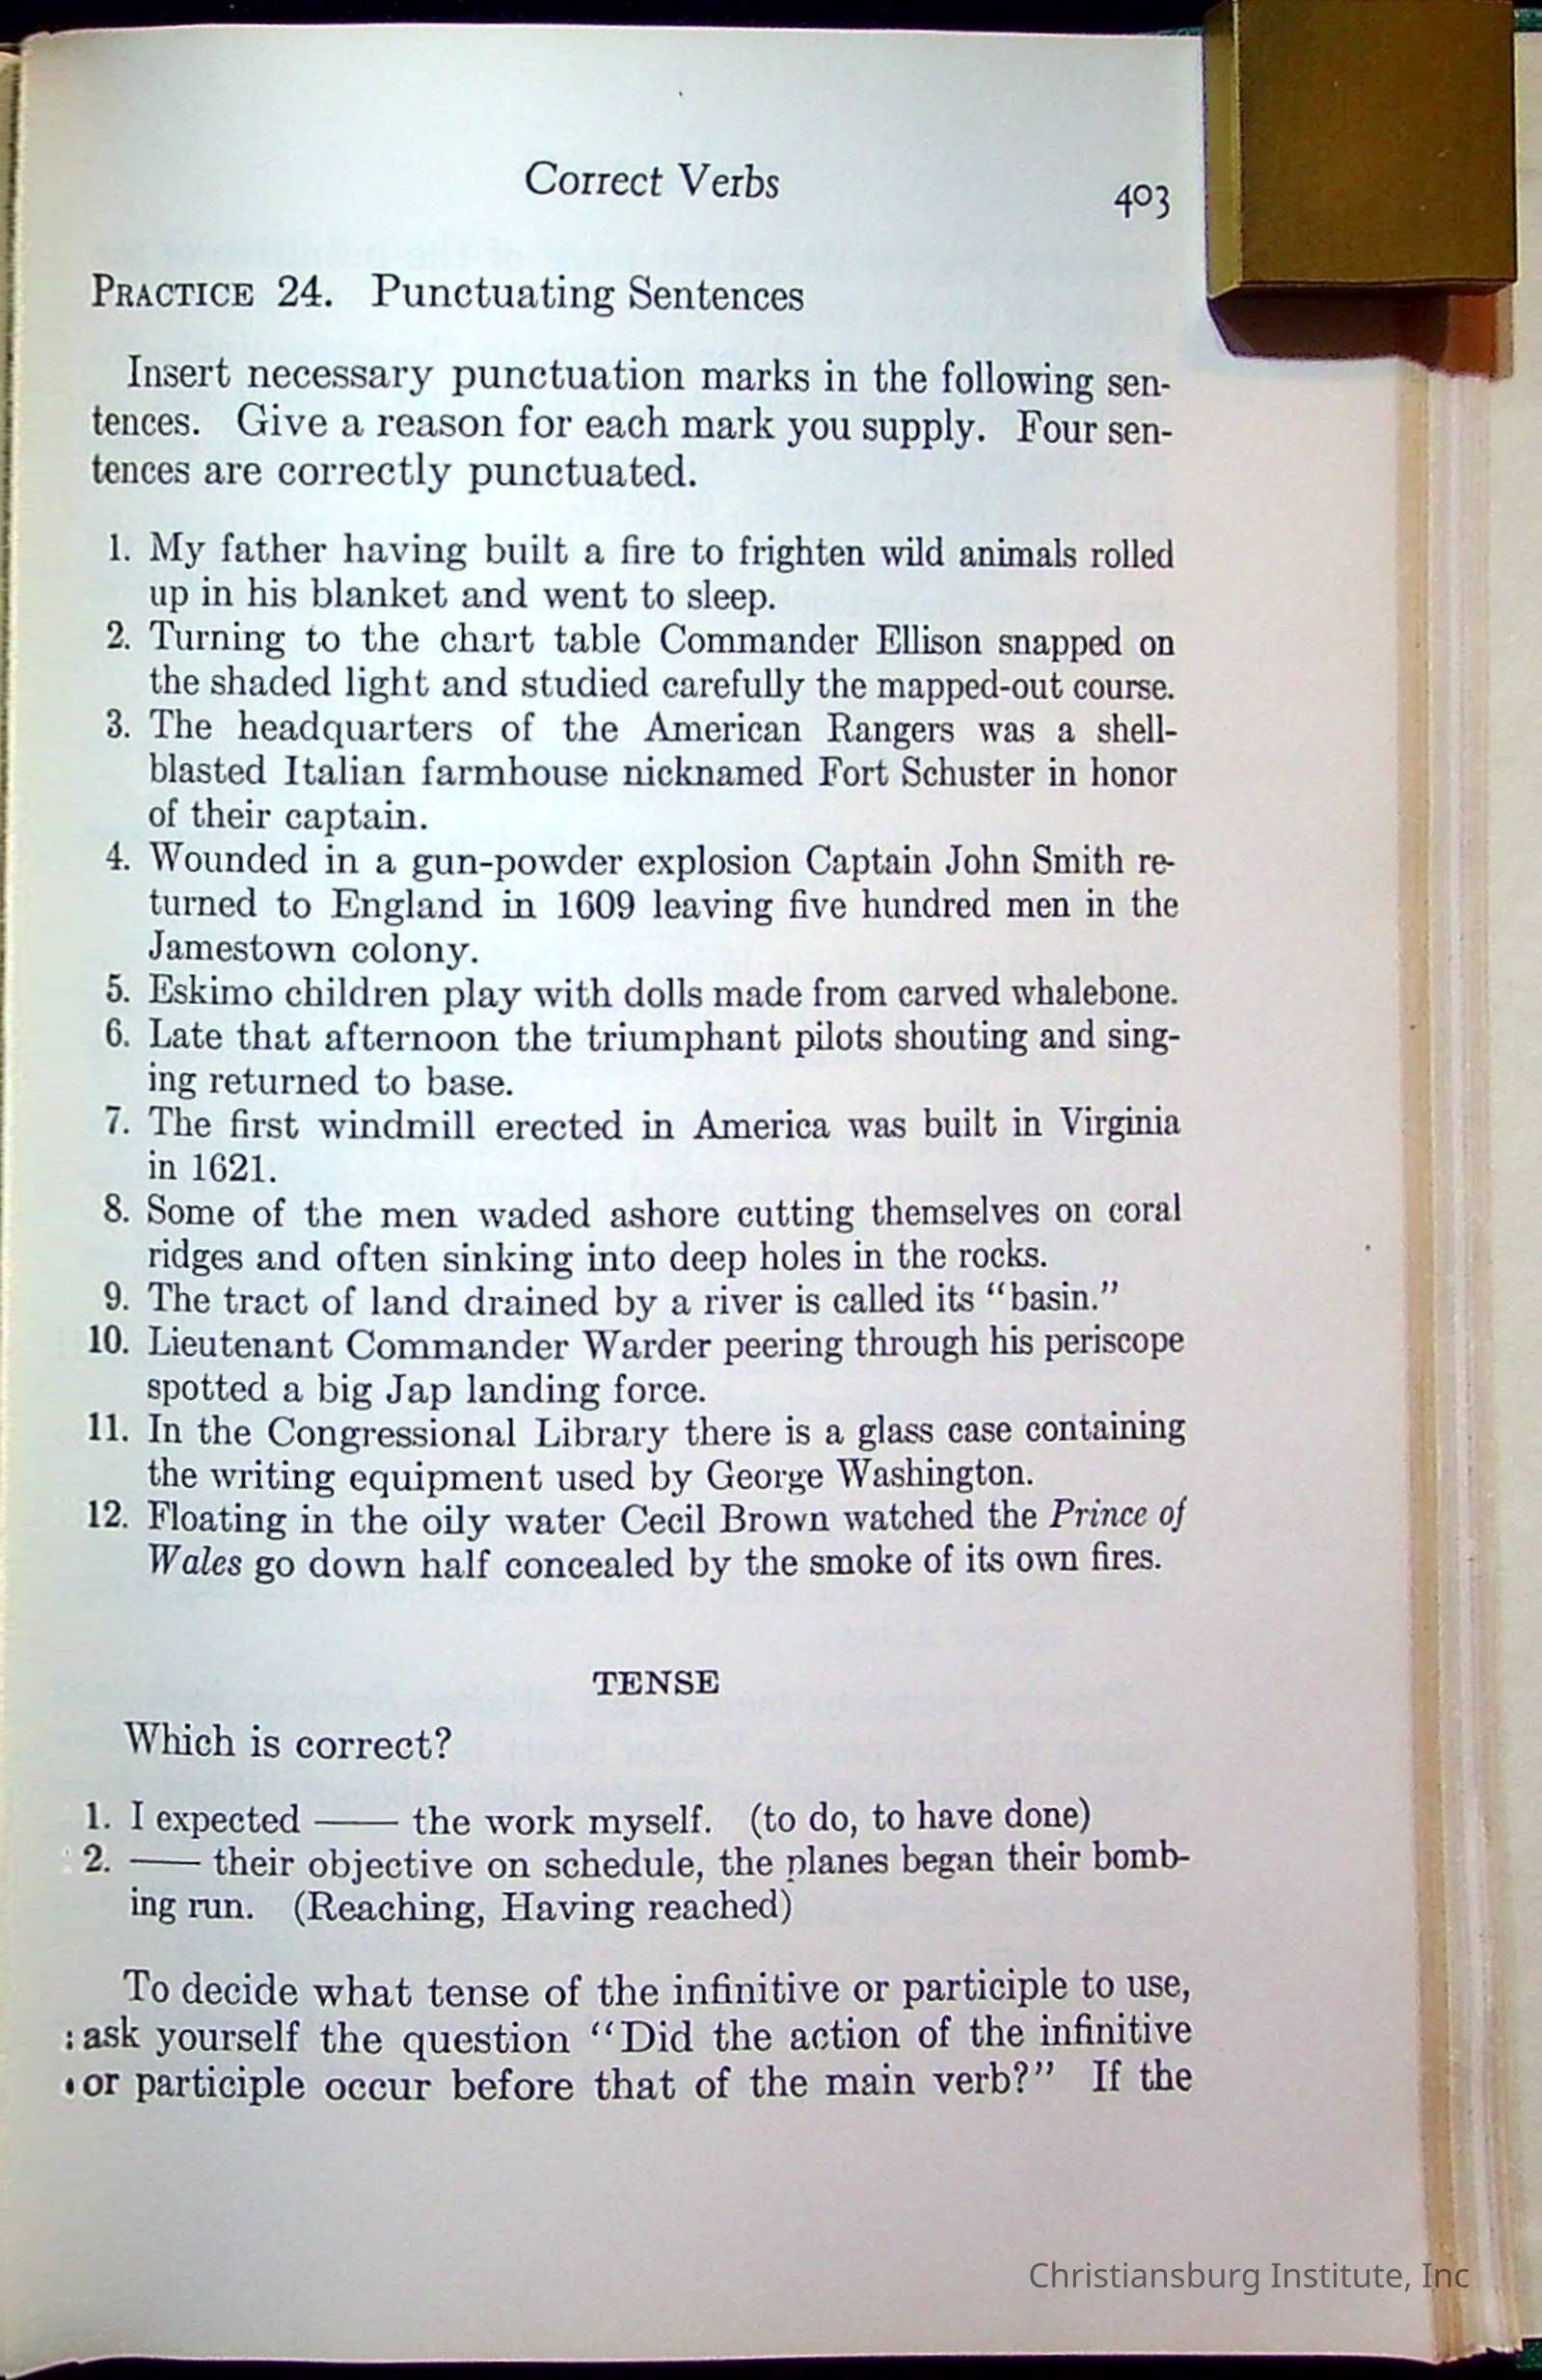 Correct Verbs
403
PRACTICE 24. Punctuating Sentences
Insert necessary punctuation marks in the following sen-
tences. Give a reason for each mark you supply. Four sen-
tences are correctly punctuated.
1. My father having built a fire to frighten wild animals rolled
up in his blanket and went to sleep.
2. Turning to the chart table Commander Ellison snapped on
the shaded light and studied carefully the mapped-out course.
3. The headquarters of the American Rangers was a shell-
blasted Italian farmhouse nicknamed Fort Schuster in honor
of their captain.
4. Wounded in a gun-powder explosion Captain John Smith re-
turned to England in 1609 leaving five hundred men in the
Jamestown colony.
5. Eskimo children play with dolls made from carved whalebone.
6. Late that afternoon the triumphant pilots shouting and sing-
ing returned to base.
7. The first windmill erected in America was built in Virginia
in 1621.
8. Some of the men waded ashore cutting themselves on coral
ridges and often sinking into deep holes in the rocks.
9. The tract of land drained by a river is called its “basin.”
10. Lieutenant Commander Warder peering through his periscope
spotted a big Jap landing force.
11. In the Congressional Library there is a glass case containing
the writing equipment used by George Washington.
12. Floating in the oily water Cecil Brown watched the Prince of
Wales go down half concealed by the smoke of its own fires.
TENSE
Which is correct?
1. I expected —— the work myself. (to do, to have done)
2. —— their objective on schedule, the planes began their bomb-
ing run. (Reaching, Having reached)
To decide what tense of the infinitive or participle to use,
ask yourself the question “Did the action of the infinitive
or participle occur before that of the main verb?” If the
Christiansburg Institute, Inc